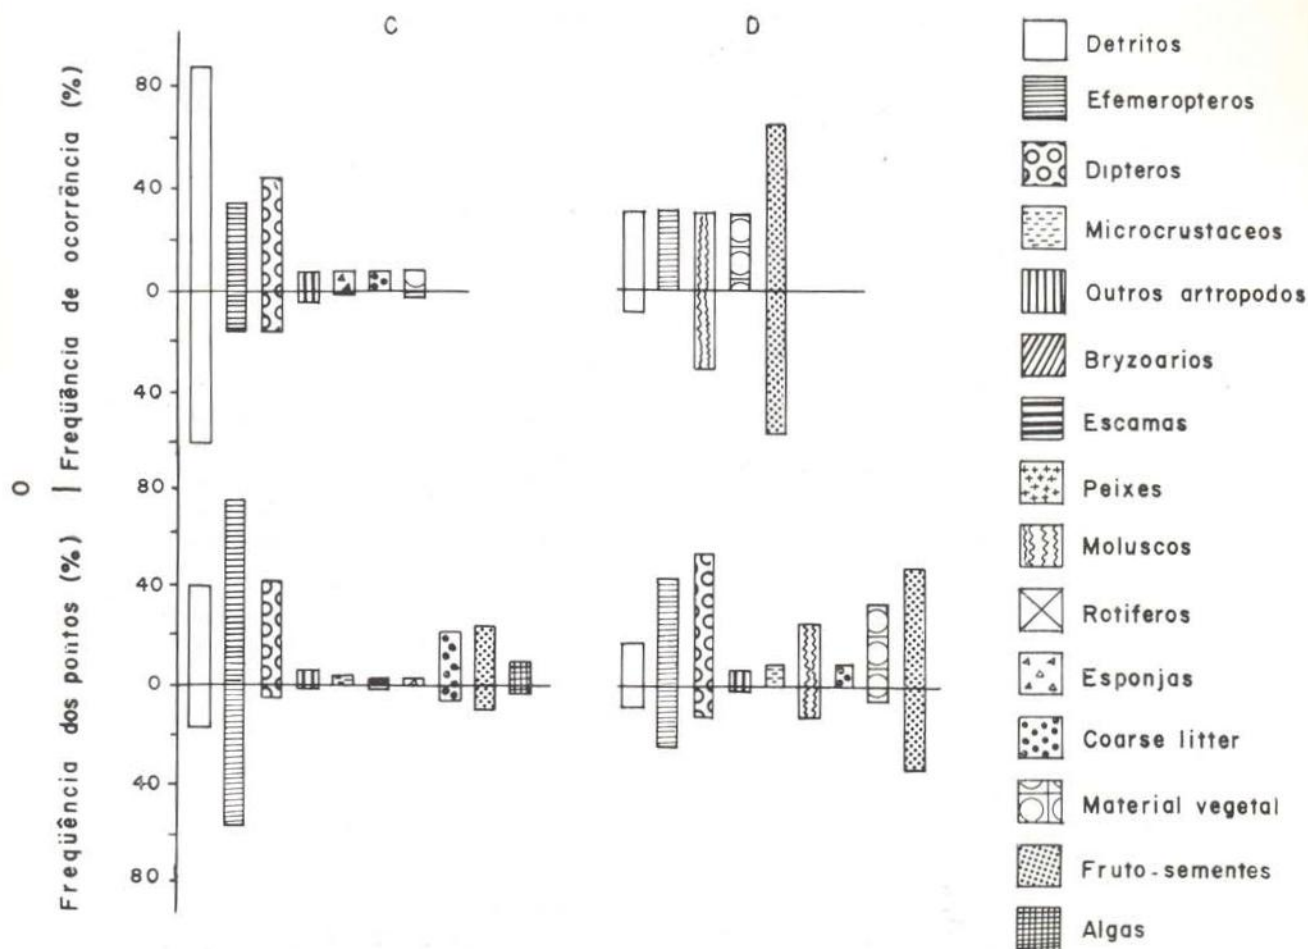 C
D
80
40
0
40
80
40
0
40
80
Freqüência dos pontos (%) | Freqüência de ocorrência (%)
O
Detritos
Efemeropteros
Dipteros
Microcrustaceos
Outros artropodos
Bryzoarios
Escamas
Peixes
Moluscos
Rotiferos
Esponjas
Coarse litter
Material vegetal
Fruto-sementes
Algas